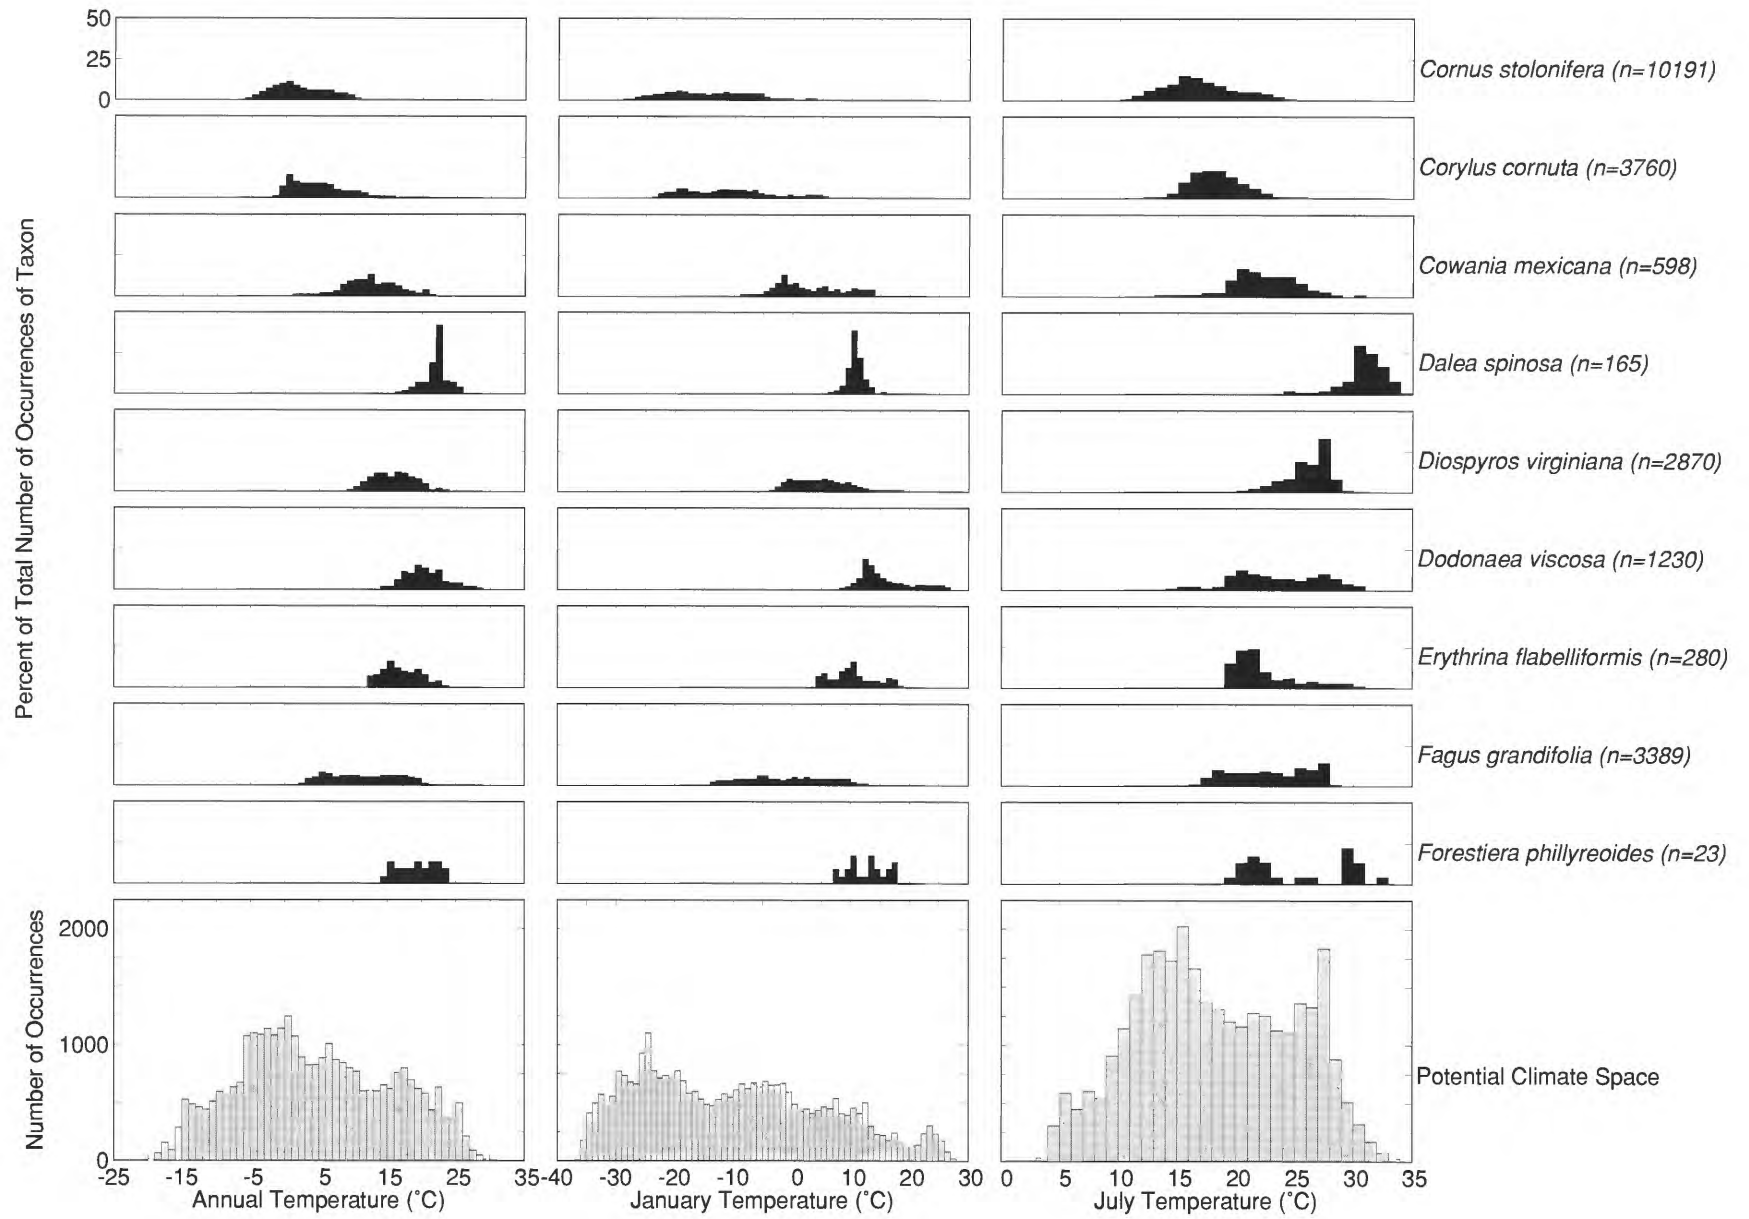 50
25
0
Cornus stolonifera (n=10191)
Corylus cornuta (n=3760)
Cowania mexicana (n=598)
Dalea spinosa (n=165)
Diospyros virginiana (n=2870)
Dodonaea viscosa (n=1230)
Erythrina flabelliformis (n=280)
Fagus grandifolia (n=3389)
Forestiera phillyreoides (n=23)
Percent of Total Number of Occurrences of Taxon
2000
1000
0
Number of Occurrences
Potential Climate Space
-25 -15 -5 5 15 25 35
-40 -30 -20 -10 0 10 20 30
0 5 10 15 20 25 30 35
Annual Temperature (°C)
January Temperature (°C)
July Temperature (°C)